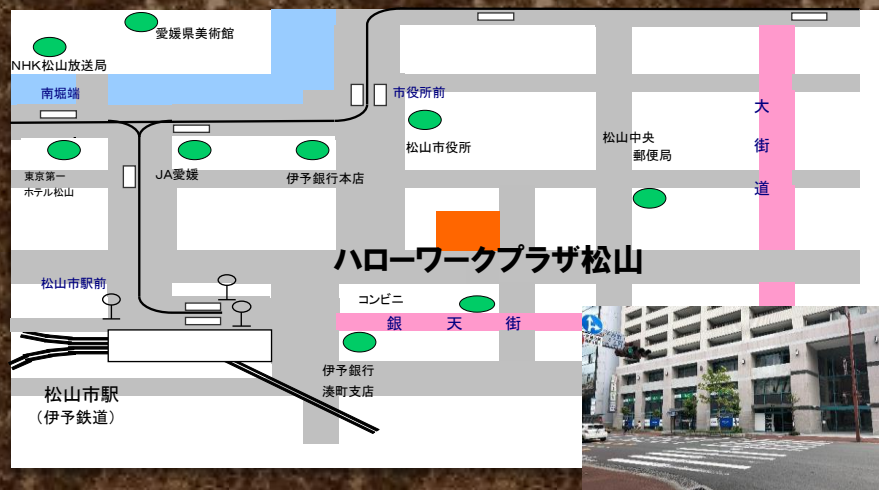 愛媛県美術館
NHK松山放送局
南堀端
市役所前
大
街
道
松山市役所
松山中央
郵便局
東京第一
ホテル松山
JA愛媛
伊予銀行本店
ハローワークプラザ松山
松山市駅前
コンビニ
銀天街
伊予銀行
湊町支店
松山市駅
（伊予鉄道）